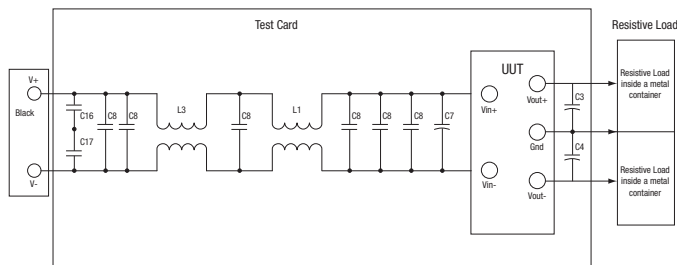 Test Card
Resistive Load
V+
Black
V-
C16
C17
C8
C8
L3
C8
L1
C8
C8
C8
C7
UUT
Vin+
Vin-
Vout+
Gnd
Vout-
C3
C4
Resistive Load
inside a metal
container
Resistive Load
inside a metal
container